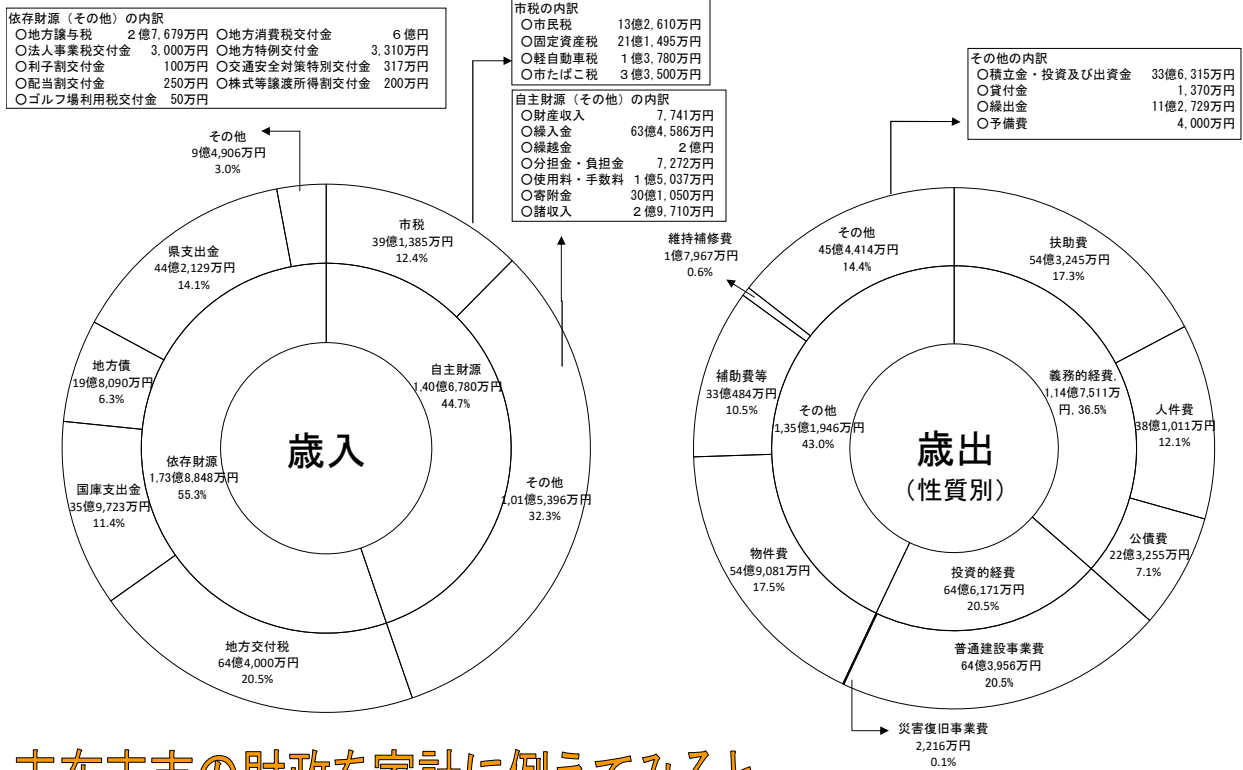 依存財源（その他）の内訳
○地方譲与税 2億7,679万円 ○地方消費税交付金 6億円
○法人事業税交付金 3,000万円 ○地方特例交付金 3,310万円
○利子割交付金 100万円 ○交通安全対策特別交付金 317万円
○配当割交付金 250万円 ○株式等譲渡所得割交付金 200万円
○ゴルフ場利用税交付金 50万円
市税の内訳
○市民税 13億2,610万円
○固定資産税 21億1,495万円
○軽自動車税 1億3,780万円
○市たばこ税 3億3,500万円
自主財源（その他）の内訳
○財産収入 7,741万円
○繰入金 63億4,586万円
○繰越金 2億円
○分担金・負担金 7,272万円
○使用料・手数料 1億5,037万円
○寄附金 30億1,050万円
○諸収入 2億9,710万円
その他の内訳
○積立金・投資及び出資金 33億6,315万円
○貸付金 1,370万円
○繰出金 11億2,729万円
○予備費 4,000万円
その他
9億4,906万円
3.0%
市税
39億1,385万円
12.4%
県支出金
44億2,129万円
14.1%
地方債
19億8,090万円
6.3%
自主財源
1,40億6,780万円
44.7%
歳入
依存財源
1,73億8,848万円
55.3%
国庫支出金
35億9,723万円
11.4%
その他
1,01億5,396万円
32.3%
地方交付税
64億4,000万円
20.5%
維持補修費
1億7,967万円
0.6%
その他
45億4,414万円
14.4%
扶助費
54億3,245万円
17.3%
補助費等
33億484万円
10.5%
その他
1,35億1,946万円
43.0%
義務的経費,
1,14億7,511万
円, 36.5%
人件費
38億1,011万円
12.1%
歳出
（性質別）
公債費
22億3,255万円
7.1%
物件費
54億9,081万円
17.5%
投資的経費
64億6,171万円
20.5%
普通建設事業費
64億3,956万円
20.5%
災害復旧事業費
2,216万円
0.1%